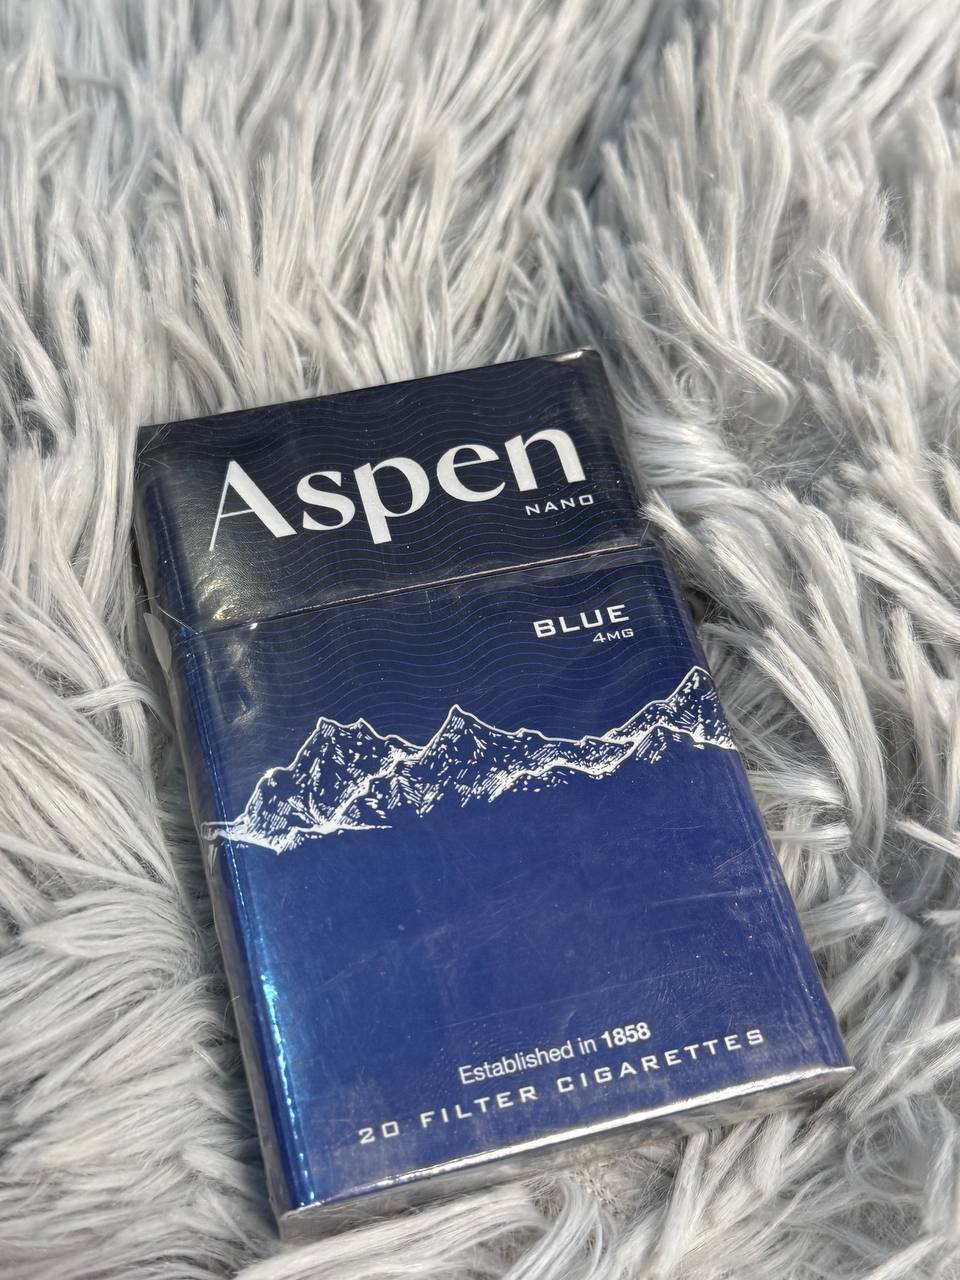 Aspen
NANO
BLUE
4MG
Established in 1858
20 FILTER CIGARETTES